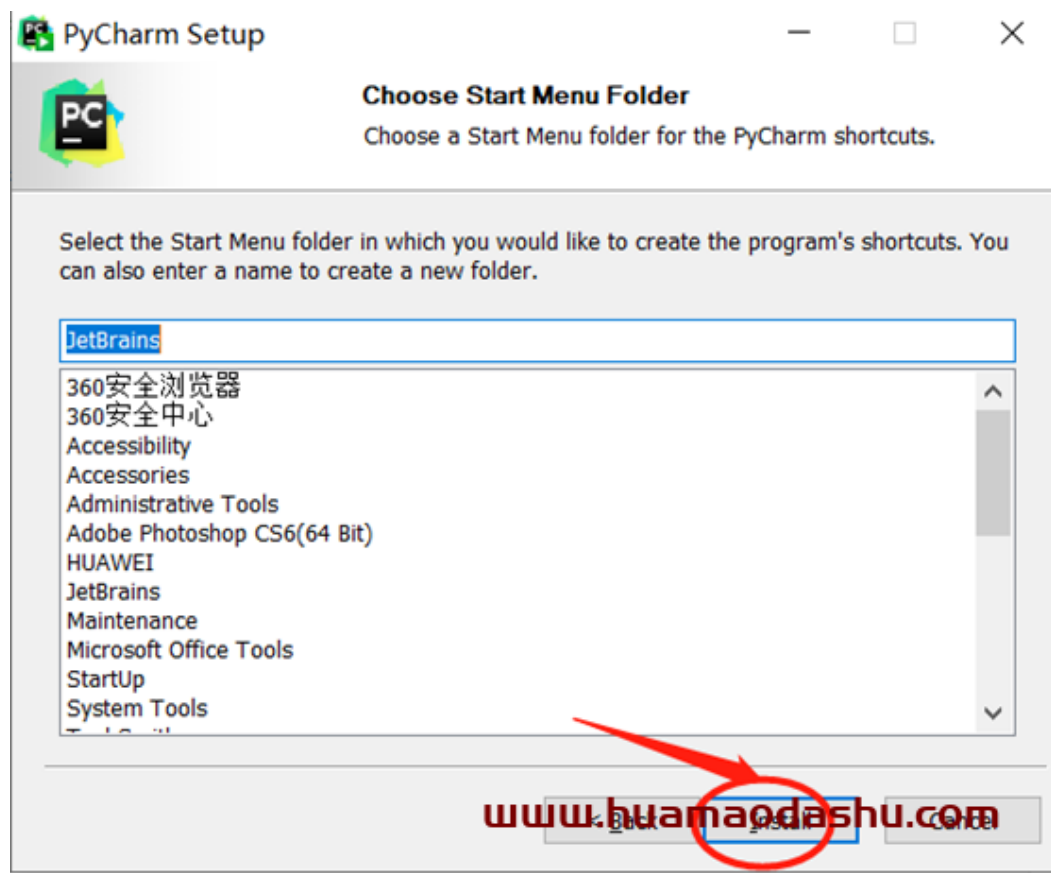 PyCharm Setup
PC
Choose Start Menu Folder
Choose a Start Menu folder for the PyCharm shortcuts.
Select the Start Menu folder in which you would like to create the program's shortcuts. You
can also enter a name to create a new folder.
JetBrains
360安全浏览器
360安全中心
Accessibility
Accessories
Administrative Tools
Adobe Photoshop CS6(64 Bit)
HUAWEI
JetBrains
Maintenance
Microsoft Office Tools
StartUp
System Tools
< Back Install Cancel
www.huamaodashu.com